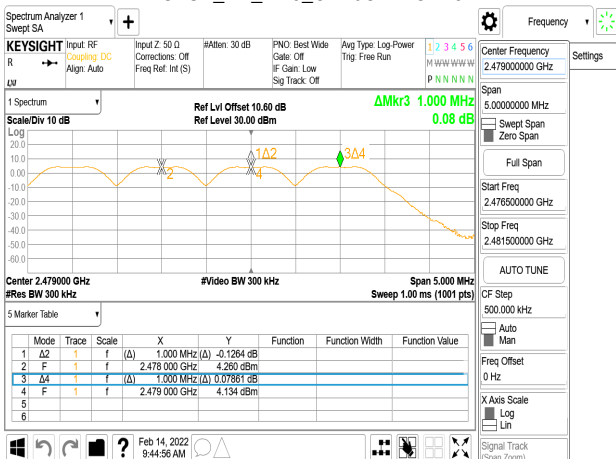 Spectrum Analyzer 1
Swept SA
Frequency
KEYSIGHT
R
Input: RF
Coupling: DC
Align: Auto
Input Z: 50 Ω
Corrections: Off
Freq Ref: Int (S)
#Atten: 30 dB
PNO: Best Wide
Gate: Off
IF Gain: Low
Sig Track: Off
Avg Type: Log-Power
Trig: Free Run
1 2 3 4 5 6
M W W W W W
P N N N N N
Center Frequency
2.479000000 GHz
Settings
Span
5.00000000 MHz
Swept Span
Zero Span
Full Span
Start Freq
2.476500000 GHz
Stop Freq
2.481500000 GHz
AUTO TUNE
CF Step
500.000 kHz
Auto
Man
Freq Offset
0 Hz
X Axis Scale
Log
Lin
Signal Track
(Span Zoom)
1 Spectrum
Scale/Div 10 dB
Ref Lvl Offset 10.60 dB
Ref Level 30.00 dBm
ΔMkr3 1.000 MHz
0.08 dB
Log
20.0
10.0
0.00
-10.0
-20.0
-30.0
-40.0
-50.0
-60.0
2
1Δ2
4
3Δ4
Center 2.479000 GHz
#Res BW 300 kHz
#Video BW 300 kHz
Span 5.000 MHz
Sweep 1.00 ms (1001 pts)
5 Marker Table
Mode Trace Scale X Y Function Function Width Function Value
1 Δ2 1 f (Δ) 1.000 MHz (Δ) -0.1264 dB
2 F 1 f 2.478 000 GHz 4.260 dBm
3 Δ4 1 f (Δ) 1.000 MHz (Δ) 0.07861 dB
4 F 1 f 2.479 000 GHz 4.134 dBm
5
6
?
Feb 14, 2022
9:44:56 AM